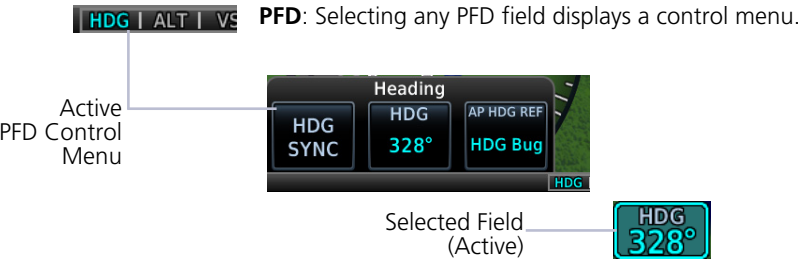 HDG | ALT | VS
PFD: Selecting any PFD field displays a control menu.
Active
PFD Control
Menu
Heading
HDG
SYNC
HDG
328°
AP HDG REF
HDG Bug
HDG
Selected Field
(Active)
HDG
328°